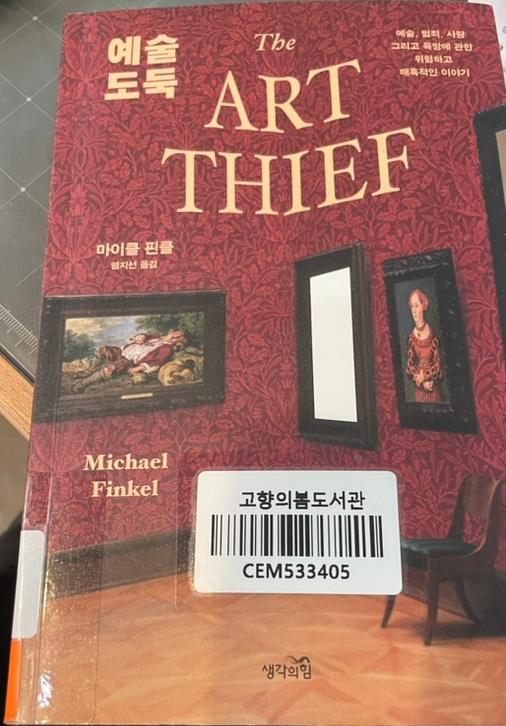 예술
도둑
The
ART
THIEF
예술, 범죄, 사랑
그리고 욕망에 관한
위험하고
매혹적인 이야기
마이클 핀클
염지선 옮김
Michael
Finkel
고향의봄도서관
CEM533405
생각의힘